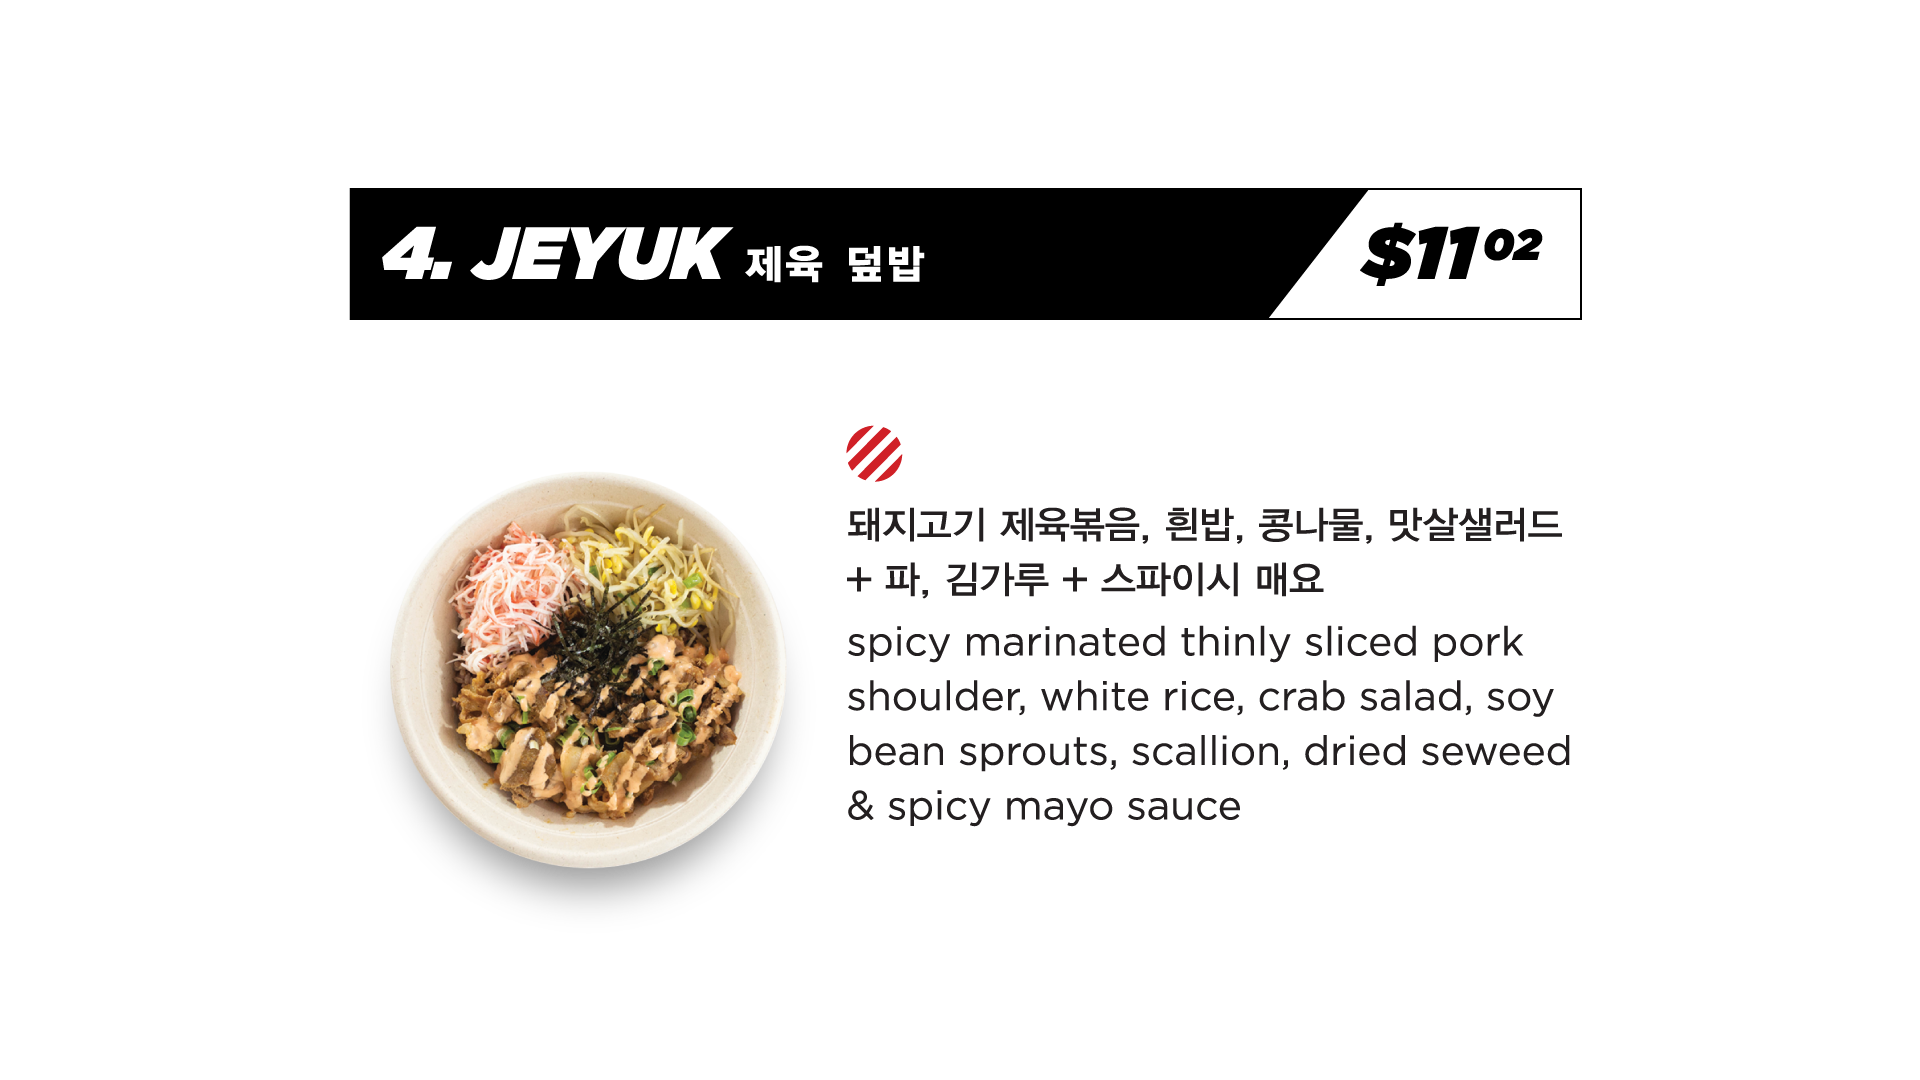 4. JEYUK 제육 덮밥
$11 02
돼지고기 제육볶음, 흰밥, 콩나물, 맛살샐러드
+ 파, 김가루 + 스파이시 매요
spicy marinated thinly sliced pork
shoulder, white rice, crab salad, soy
bean sprouts, scallion, dried seweed
& spicy mayo sauce